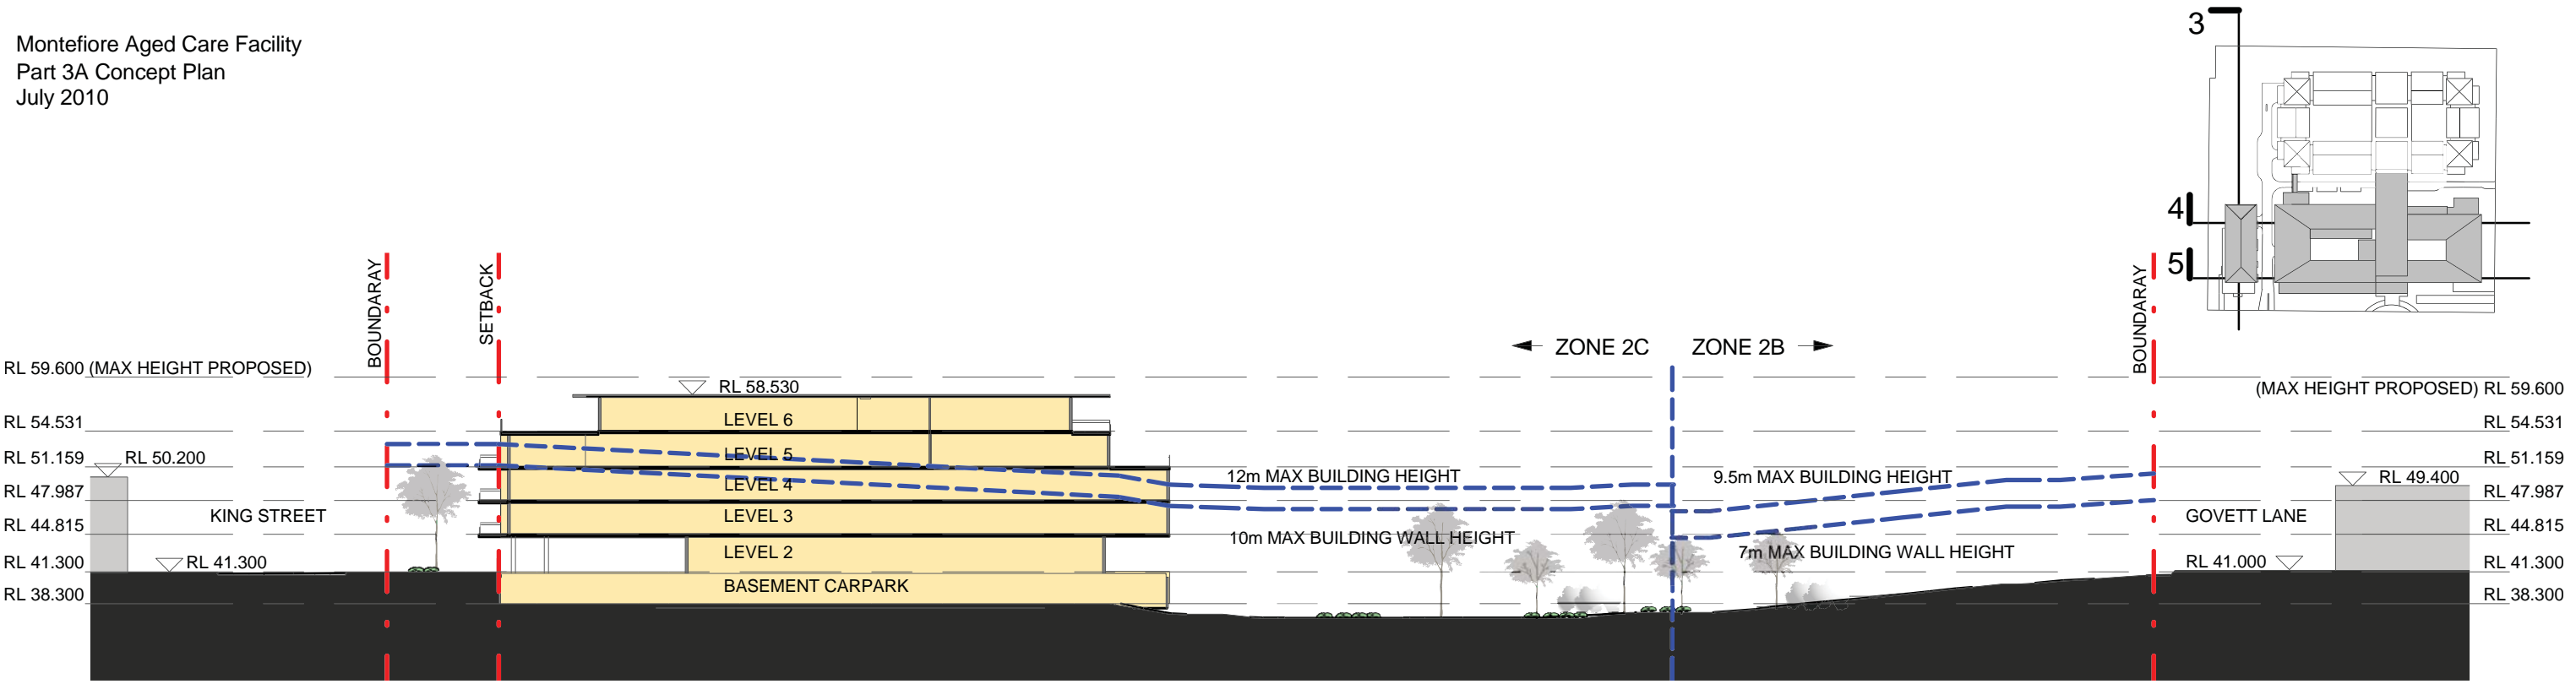 Montefiore Aged Care Facility
Part 3A Concept Plan
July 2010
3
4
5
BOUNDARAY
SETBACK
BOUNDARAY
ZONE 2C
ZONE 2B
RL 59.600 (MAX HEIGHT PROPOSED)
RL 54.531
RL 51.159
RL 50.200
RL 47.987
RL 44.815
KING STREET
RL 41.300
RL 41.300
RL 38.300
RL 58.530
LEVEL 6
LEVEL 5
LEVEL 4
LEVEL 3
LEVEL 2
BASEMENT CARPARK
12m MAX BUILDING HEIGHT
10m MAX BUILDING WALL HEIGHT
9.5m MAX BUILDING HEIGHT
7m MAX BUILDING WALL HEIGHT
(MAX HEIGHT PROPOSED) RL 59.600
RL 54.531
RL 51.159
RL 49.400
RL 47.987
GOVETT LANE
RL 44.815
RL 41.000
RL 41.300
RL 38.300